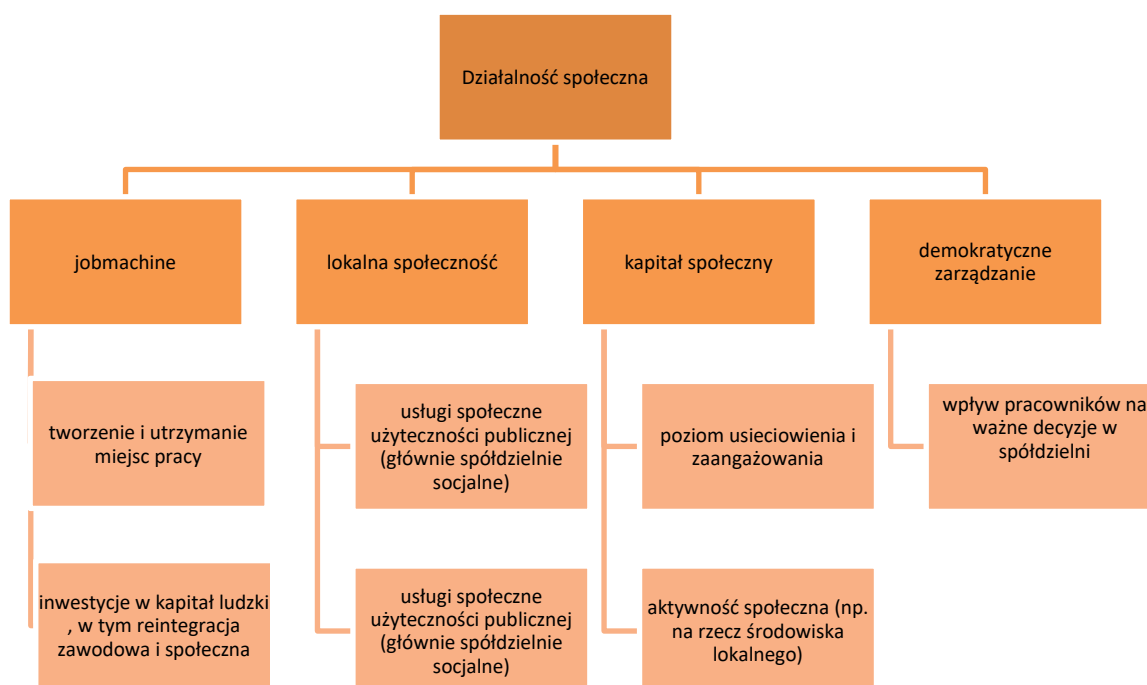 Działalność społeczna
jobmachine
lokalna społeczność
kapitał społeczny
demokratyczne
zarządzanie
tworzenie i utrzymanie
miejsc pracy
usługi społeczne
użyteczności publicznej
(głównie spółdzielnie
socjalne)
poziom usieciowienia i
zaangażowania
wpływ pracowników na
ważne decyzje w
spółdzielni
inwestycje w kapitał ludzki
, w tym reintegracja
zawodowa i społeczna
usługi społeczne
użyteczności publicznej
(głównie spółdzielnie
socjalne)
aktywność społeczna (np.
na rzecz środowiska
lokalnego)